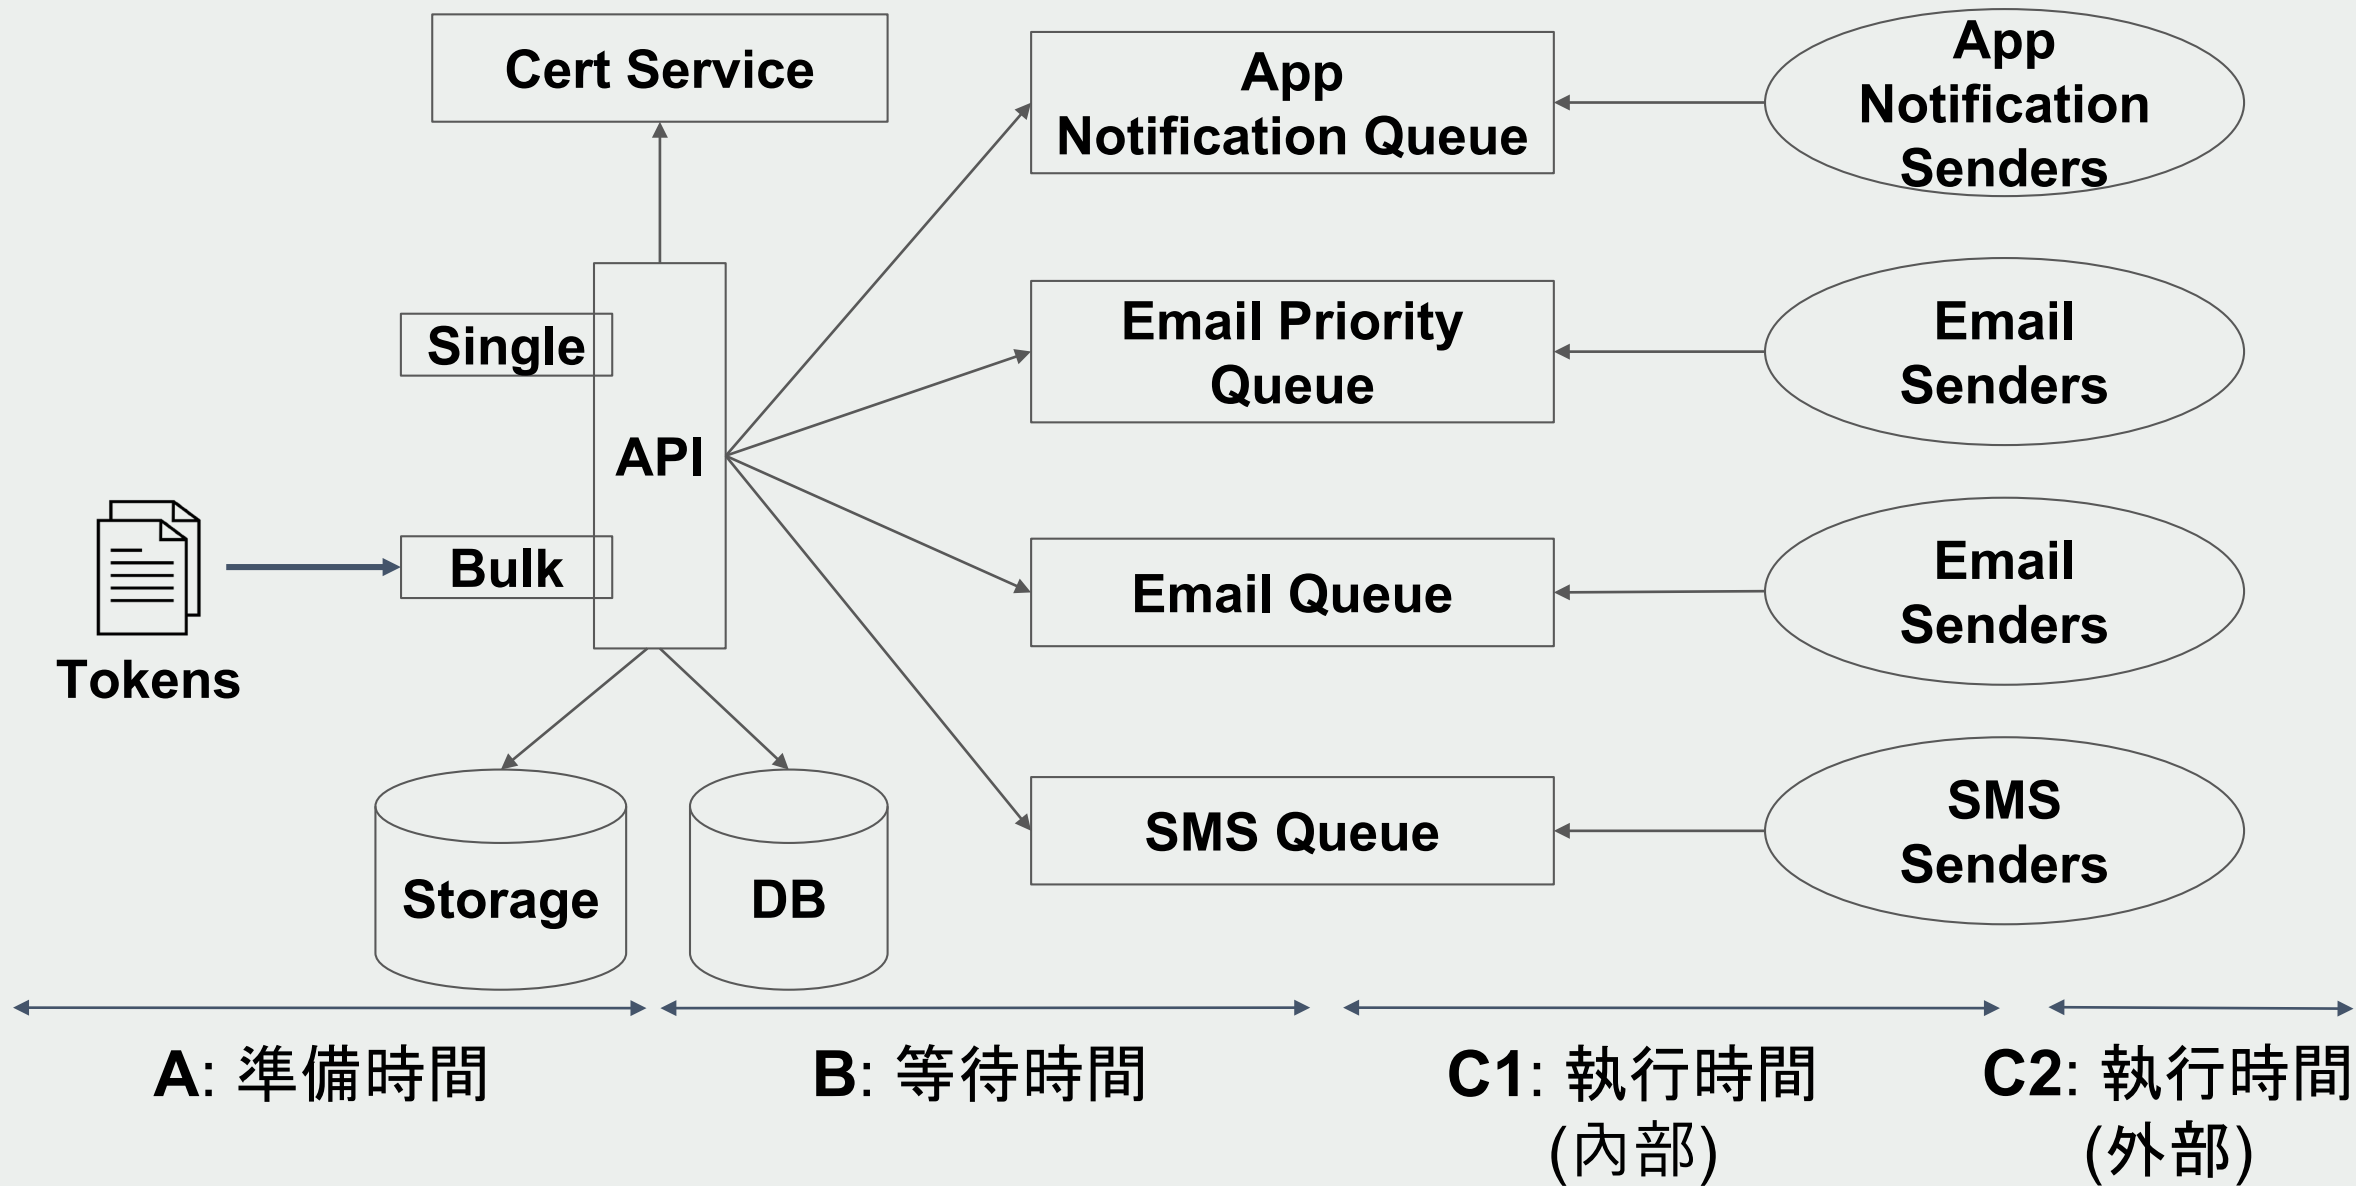 Cert Service
App
Notification Queue
App
Notification
Senders
Single
API
Email Priority
Queue
Email
Senders
Bulk
Tokens
Email Queue
Email
Senders
Storage
DB
SMS Queue
SMS
Senders
A: 準備時間
B: 等待時間
C1: 執行時間
(內部)
C2: 執行時間
(外部)